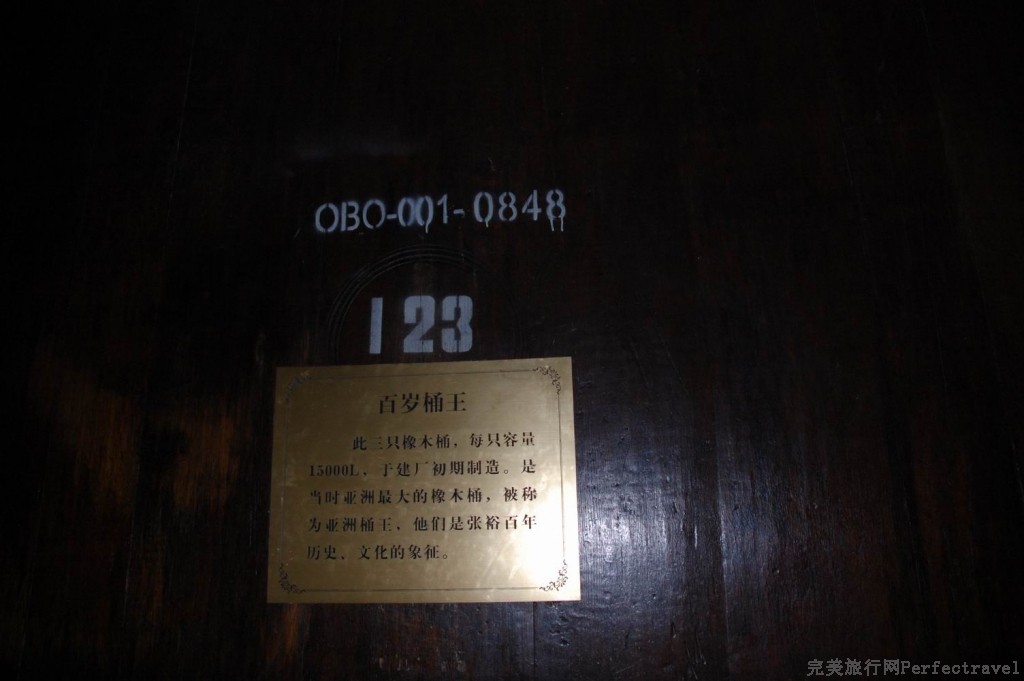 OBO-001-0848
123
百岁桶王
此三只橡木桶，每只容量
15000L，于建厂初期制造。是
当时亚洲最大的橡木桶，被称
为亚洲桶王、他们是张裕百年
历史、文化的象征。
完美旅行网Perfectravel